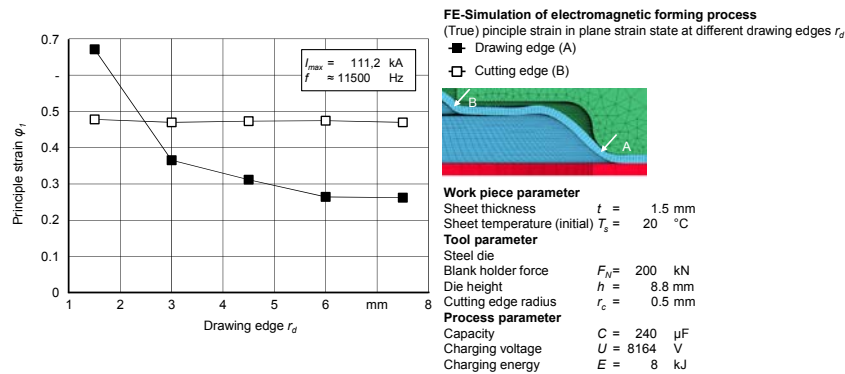 FE-Simulation of electromagnetic forming process
(True) pinciple strain in plane strain state at different drawing edges r_d
Drawing edge (A)
Cutting edge (B)
B
A
Work piece parameter
Sheet thickness t = 1.5 mm
Sheet temperature (initial) T_s = 20 °C
Tool parameter
Steel die
Blank holder force F_N= 200 kN
Die height h = 8.8 mm
Cutting edge radius r_c = 0.5 mm
Process parameter
Capacity C = 240 µF
Charging voltage U = 8164 V
Charging energy E = 8 kJ
I_max = 111,2 kA
f ≈ 11500 Hz
Principle strain φ_1
0.7
-
0.5
0.4
0.3
0.2
0.1
0
1 2 3 4 5 6 mm 8
Drawing edge r_d